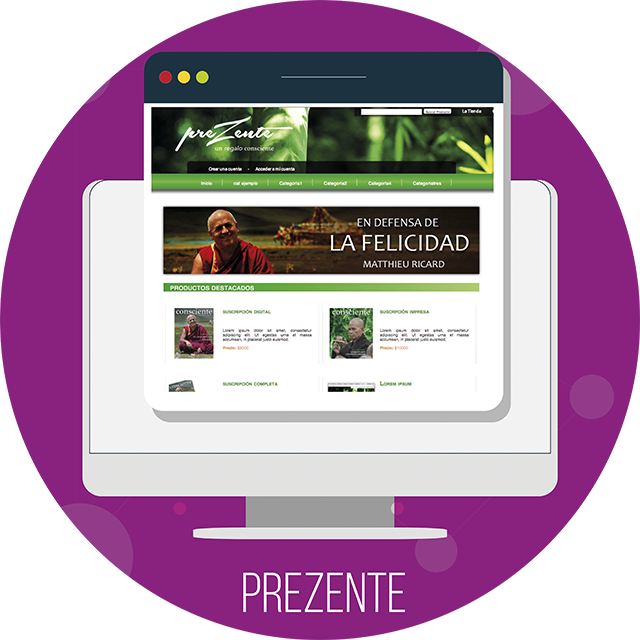 preZente
un regalo consciente
Buscar Producto
La Tienda
Crear una cuenta - Acceder a mi cuenta
Inicio cat ejemplo Categoria1 Categoria2 Categoria4 Categoriatres
EN DEFENSA DE
LA FELICIDAD
MATTHIEU RICARD
PRODUCTOS DESTACADOS
consciente
SUSCRIPCIÓN DIGITAL
Lorem ipsum dolor sit amet, consectetur
adipiscing elit. Ut egestas urna et massa
accumsan, in placerat justo euismod.
Precio: $5000
consciente
SUSCRIPCIÓN IMPRESA
Lorem ipsum dolor sit amet, consectetur
adipiscing elit. Ut egestas urna et massa
accumsan, in placerat justo euismod.
Precio: $10000
SUSCRIPCIÓN COMPLETA
LOREM IPSUM
PREZENTE